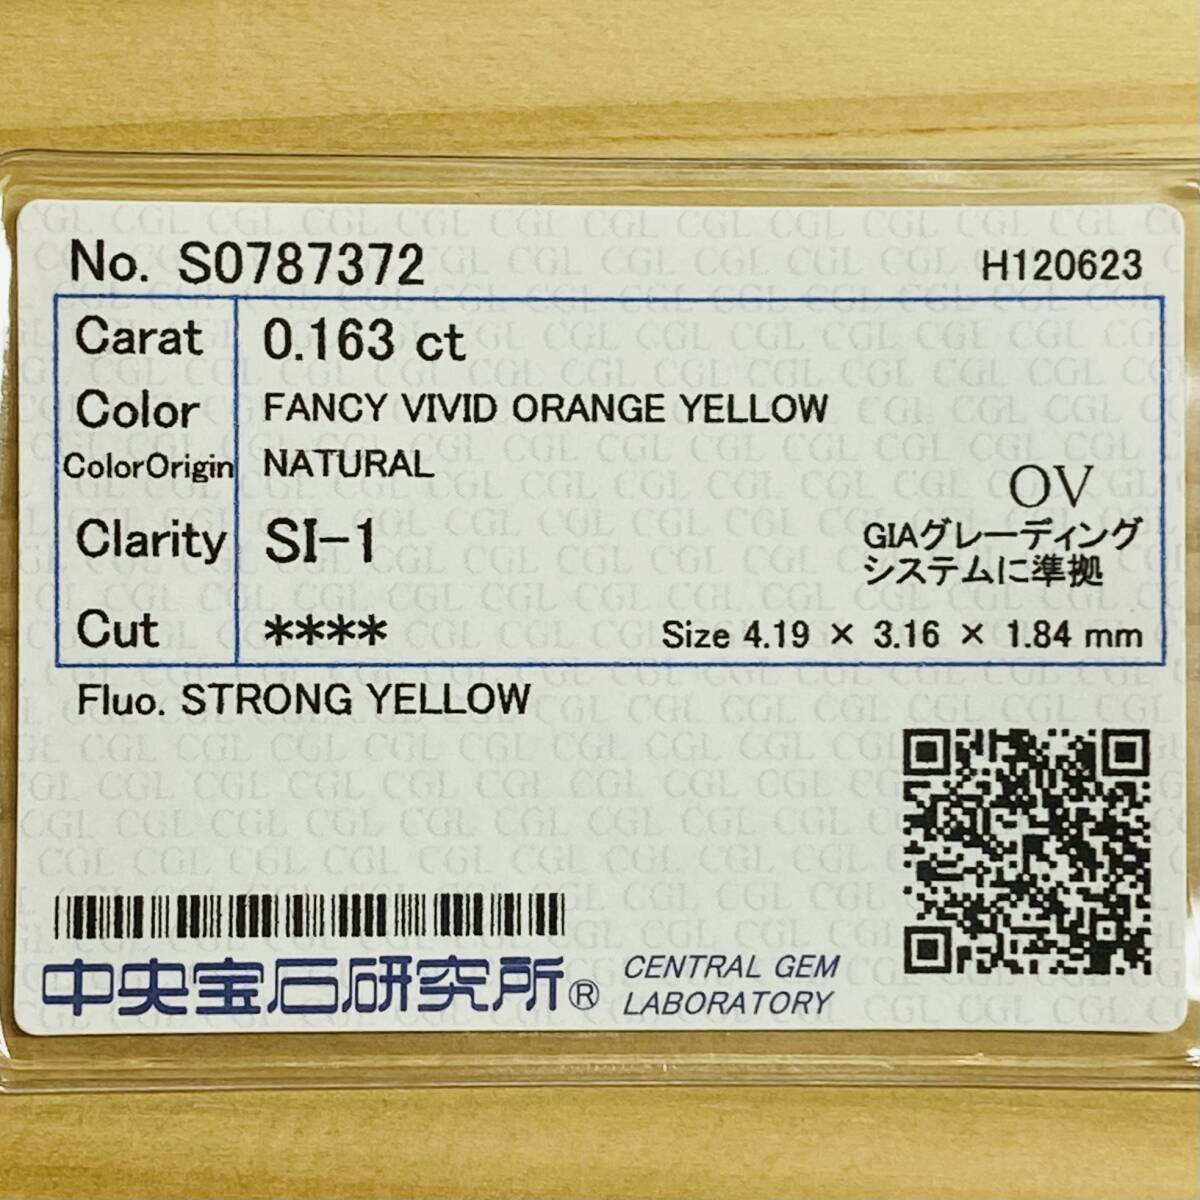 No. S0787372
H120623
Carat 0.163 ct
Color FANCY VIVID ORANGE YELLOW
ColorOrigin NATURAL
OV
Clarity SI-1
GIAグレーディング
システムに準拠
Cut ****
Size 4.19 × 3.16 × 1.84 mm
Fluo. STRONG YELLOW
中央宝石研究所®
CENTRAL GEM
LABORATORY